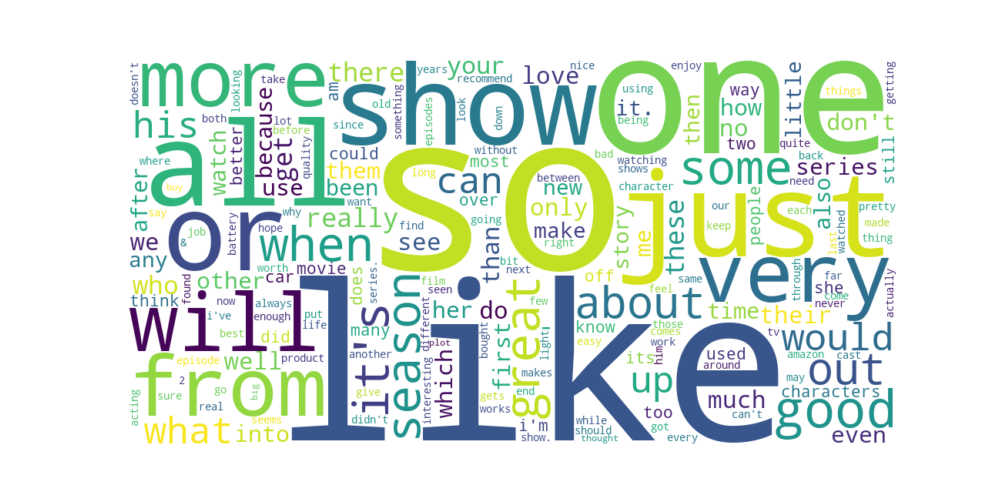 more
show
one
all
so
just
like
will
or
from
very
some
when
about
great
good
season
it's
can
would
out
up
his
there
your
love
it.
am
watch
better
because
get
use
after
we
any
who
think
what
into
well
did
other
car
movie
been
them
could
really
see
her
do
which
first
than
over
most
new
only
make
off
story
me
these
then
how
no
way
two
don't
little
series
also
people
still
she
time
their
know
its
much
used
too
characters
even
many
does
i'm
doesn't
looking
both
take
lot
before
quality
since
old
something
years
episodes
recommend
look
down
nice
without
using
being
enjoy
things
getting
quite
where
buy
say
&
job
battery
hope
why
want
long
find
going
between
right
bad
watching
shows
character
bit
next
few
feel
same
our
keep
each
need
back
last
watched
pretty
made
thing
through
far
come
never
actually
found
worth
now
i've
always
enough
best
put
life
series.
film
seen
different
another
episode
product
2
sure
go
big
real
seems
acting
give
didn't
interesting
plot
bought
easy
light
makes
end
gets
works
show.
while
should
thought
got
every
can't
those
comes
work
him
tv
around
amazon
cast
may